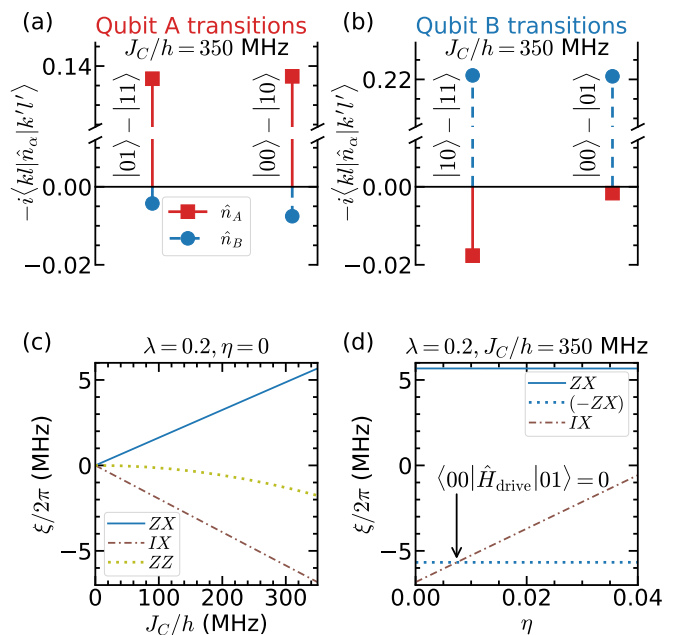 (a) Qubit A transitions
J_C/h = 350 MHz
0.14
0.00
−0.02
−i⟨kl|n̂_α|k′l′⟩
|01⟩ − |11⟩
|00⟩ − |10⟩
n̂_A
n̂_B
(b) Qubit B transitions
J_C/h = 350 MHz
0.22
0.00
−0.02
|10⟩ − |11⟩
|00⟩ − |01⟩
(c)
λ = 0.2, η = 0
5
0
−5
ξ/2π (MHz)
ZX
IX
ZZ
0 100 200 300
J_C/h (MHz)
(d)
λ = 0.2, J_C/h = 350 MHz
5
0
−5
ξ/2π (MHz)
ZX
(−ZX)
IX
⟨00|Ĥ_drive|01⟩ = 0
0.00 0.02 0.04
η